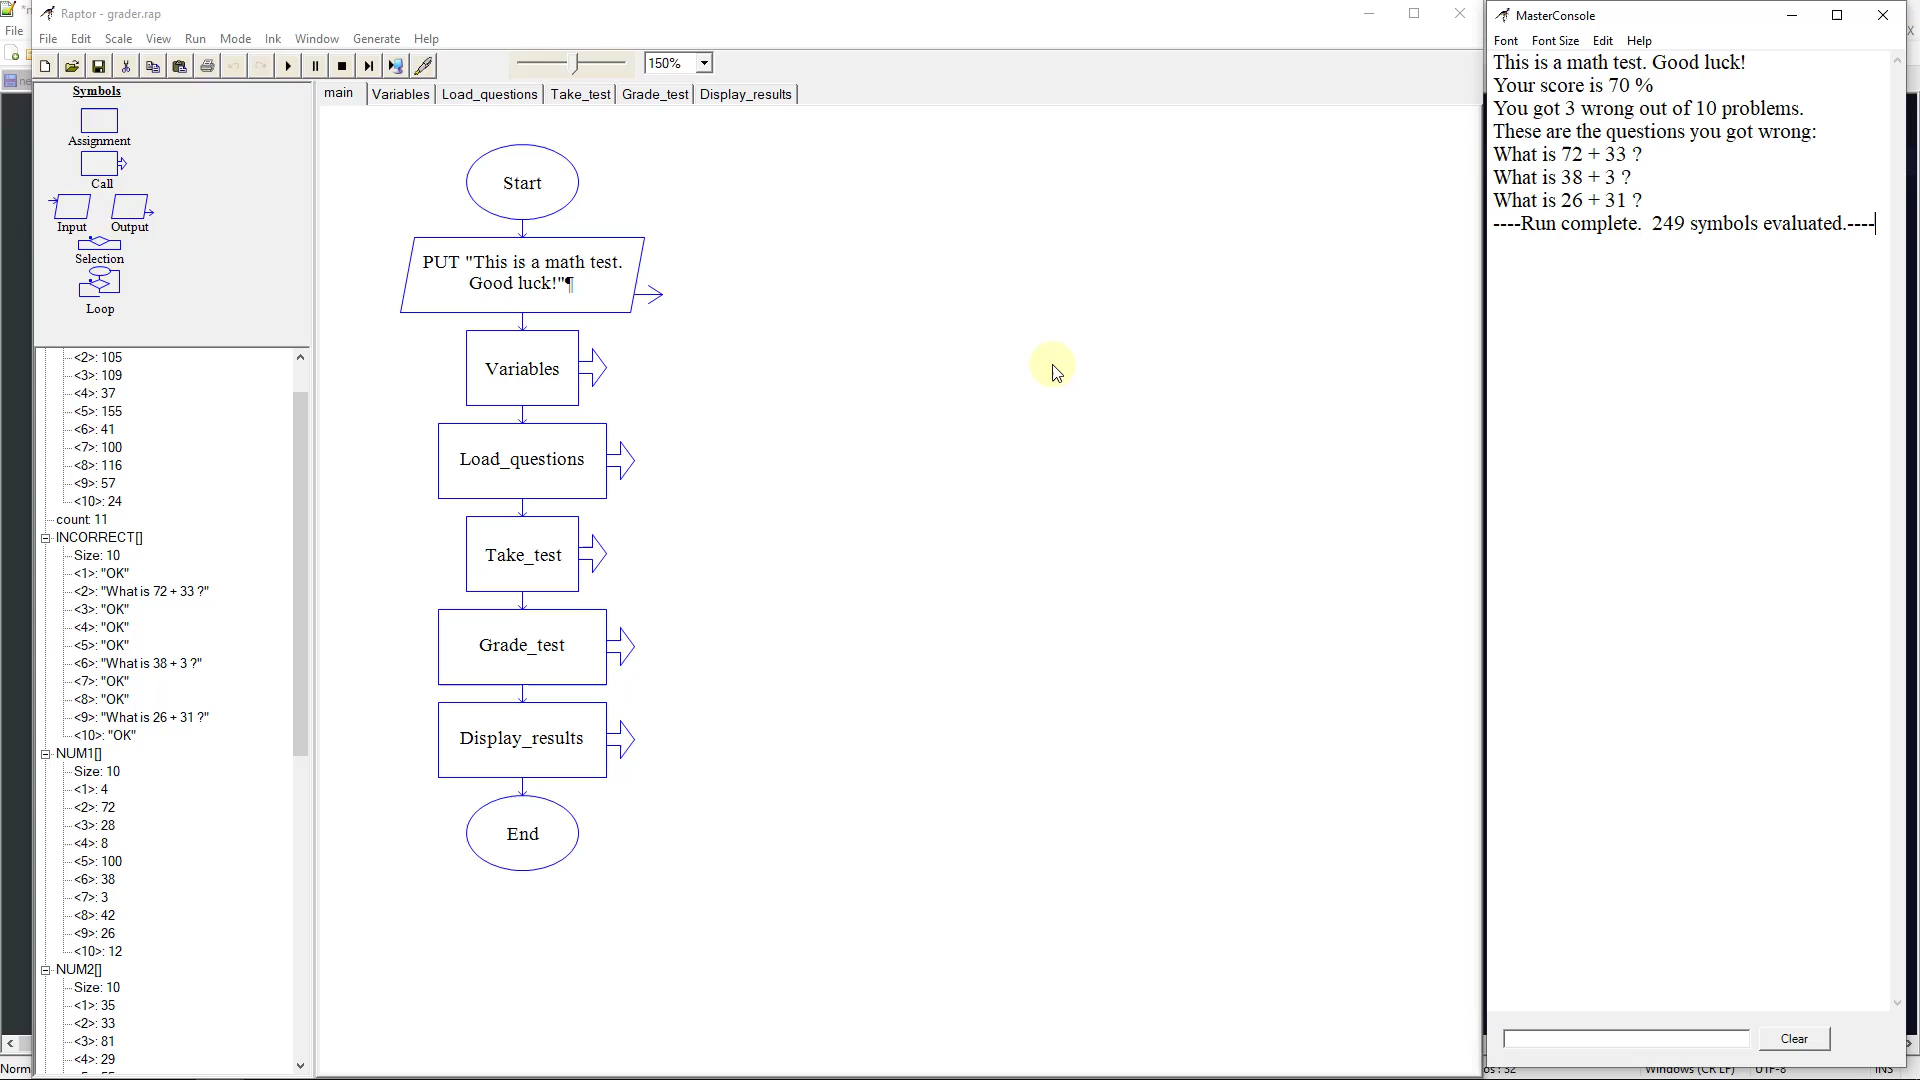 Raptor - grader.rap
File Edit Scale View Run Mode Ink Window Generate Help
150%
Symbols
Assignment
Call
Input Output
Selection
Loop
<2>: 105
<3>: 109
<4>: 37
<5>: 155
<6>: 41
<7>: 100
<8>: 116
<9>: 57
<10>: 24
count: 11
INCORRECT[]
Size: 10
<1>: "OK"
<2>: "What is 72 + 33 ?"
<3>: "OK"
<4>: "OK"
<5>: "OK"
<6>: "What is 38 + 3 ?"
<7>: "OK"
<8>: "OK"
<9>: "What is 26 + 31 ?"
<10>: "OK"
NUM1[]
Size: 10
<1>: 4
<2>: 72
<3>: 28
<4>: 8
<5>: 100
<6>: 38
<7>: 3
<8>: 42
<9>: 26
<10>: 12
NUM2[]
Size: 10
<1>: 35
<2>: 33
<3>: 81
<4>: 29
main Variables Load_questions Take_test Grade_test Display_results
Start
PUT "This is a math test.
Good luck!"¶
Variables
Load_questions
Take_test
Grade_test
Display_results
End
MasterConsole
Font Font Size Edit Help
This is a math test. Good luck!
Your score is 70 %
You got 3 wrong out of 10 problems.
These are the questions you got wrong:
What is 72 + 33 ?
What is 38 + 3 ?
What is 26 + 31 ?
----Run complete.  249 symbols evaluated.----
Clear
File
Norm
Windows (CR LF) UTF-8 INS